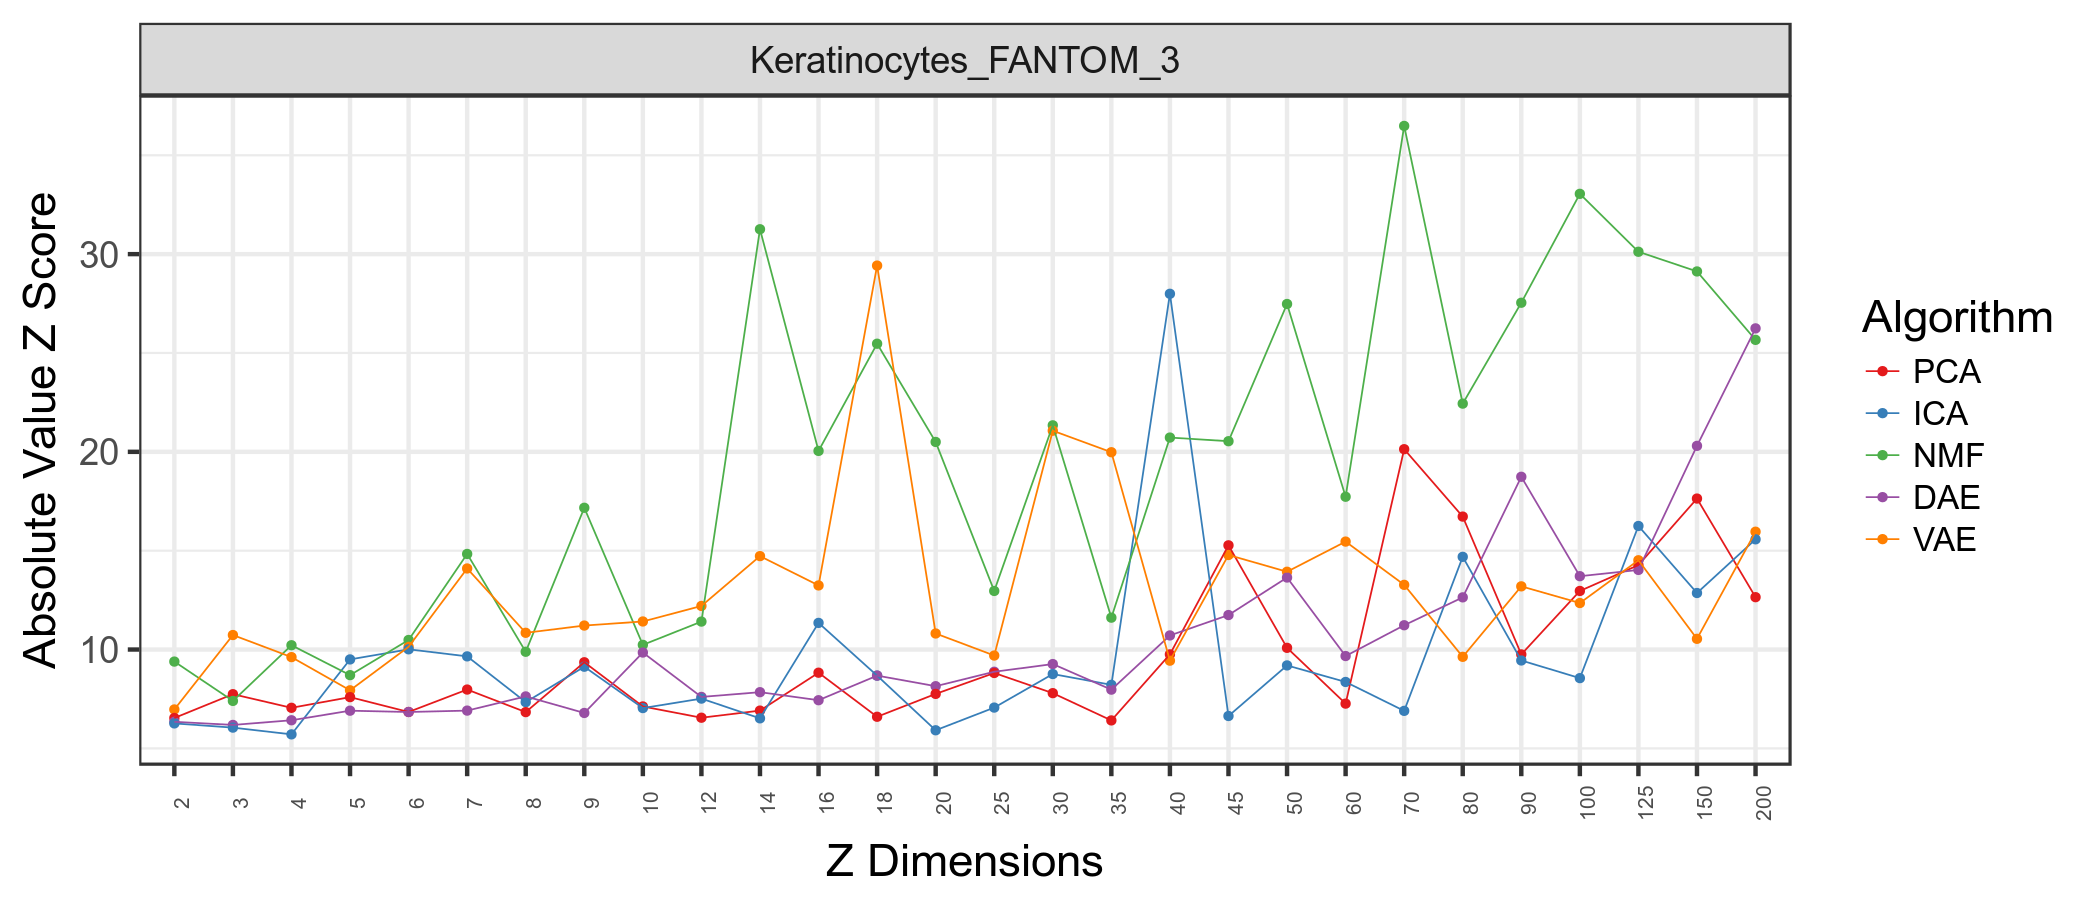 Keratinocytes_FANTOM_3
Absolute Value Z Score
30
20
10
2 3 4 5 6 7 8 9 10 12 14 16 18 20 25 30 35 40 45 50 60 70 80 90 100 125 150 200
Z Dimensions
Algorithm
PCA
ICA
NMF
DAE
VAE